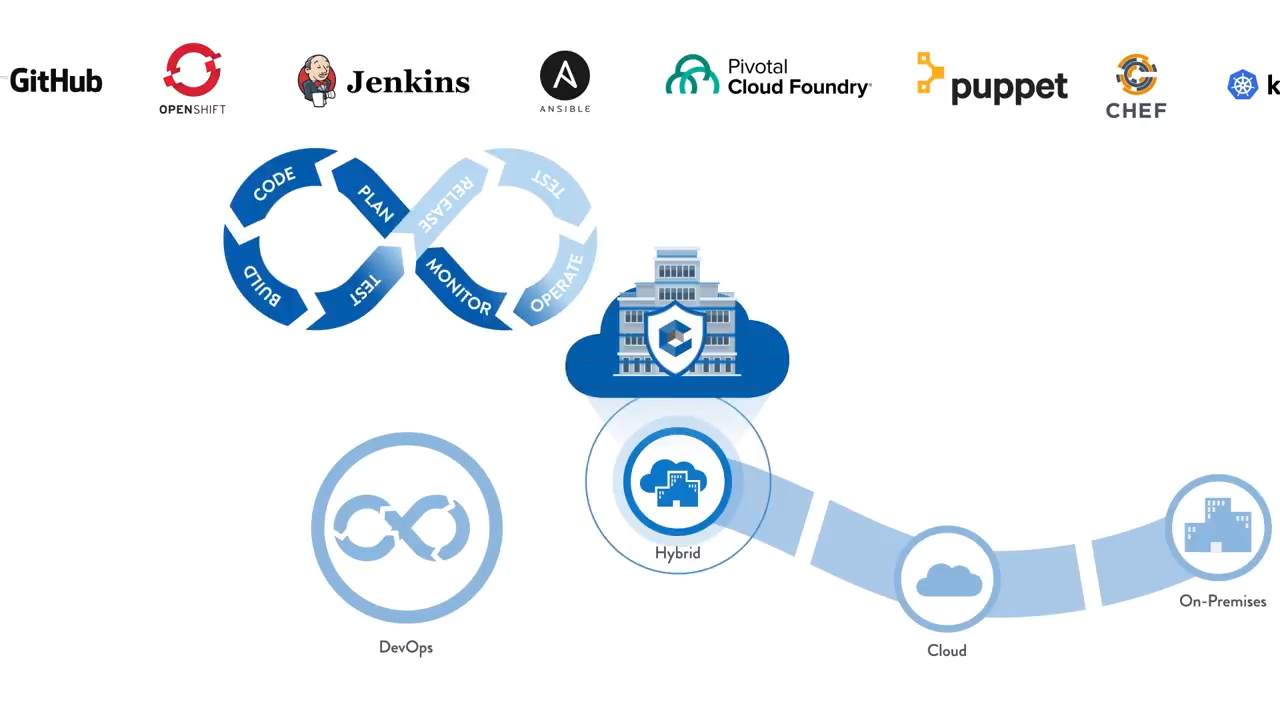 GitHub
OPENSHIFT
Jenkins
ANSIBLE
Pivotal
Cloud Foundry
puppet
CHEF
k
CODE
PLAN
RELEASE
TEST
BUILD
TEST
MONITOR
OPERATE
Hybrid
DevOps
Cloud
On-Premises